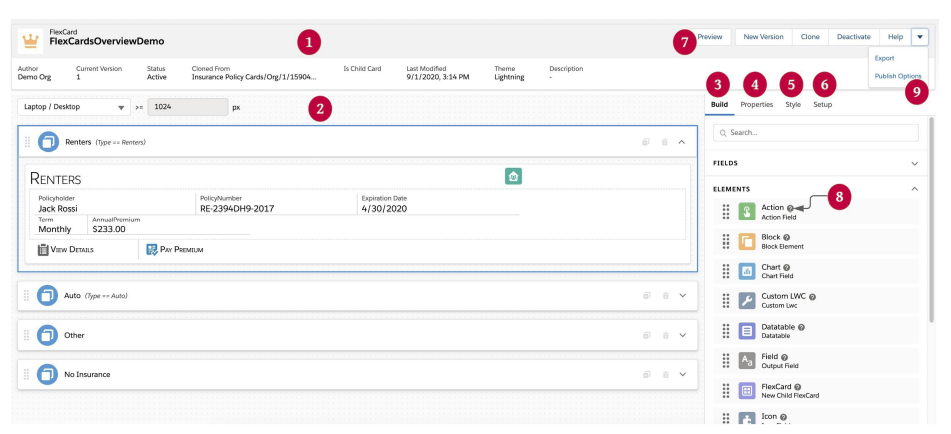 FlexCard
FlexCardsOverviewDemo
1
7
Preview
New Version
Clone
Deactivate
Help
Export
Publish Options
9
Author
Demo Org
Current Version
1
Status
Active
Cloned From
Insurance Policy Cards/Org/1/15904...
Is Child Card
Last Modified
9/1/2020, 3:14 PM
Theme
Lightning
Description
-
Laptop / Desktop
>= 1024 px
2
3
4
5
6
Build
Properties
Style
Setup
Search...
FIELDS
ELEMENTS
8
Action
Action Field
Block
Block Element
Chart
Chart Field
Custom LWC
Custom Lwc
Datatable
Datatable
Field
Output Field
FlexCard
New Child FlexCard
Icon
Renters (Type == Renters)
RENTERS
Policyholder
Jack Rossi
PolicyNumber
RE-2394DH9-2017
Expiration Date
4/30/2020
Term
Monthly
AnnualPremium
$233.00
VIEW DETAILS
PAY PREMIUM
Auto (Type == Auto)
Other
No Insurance